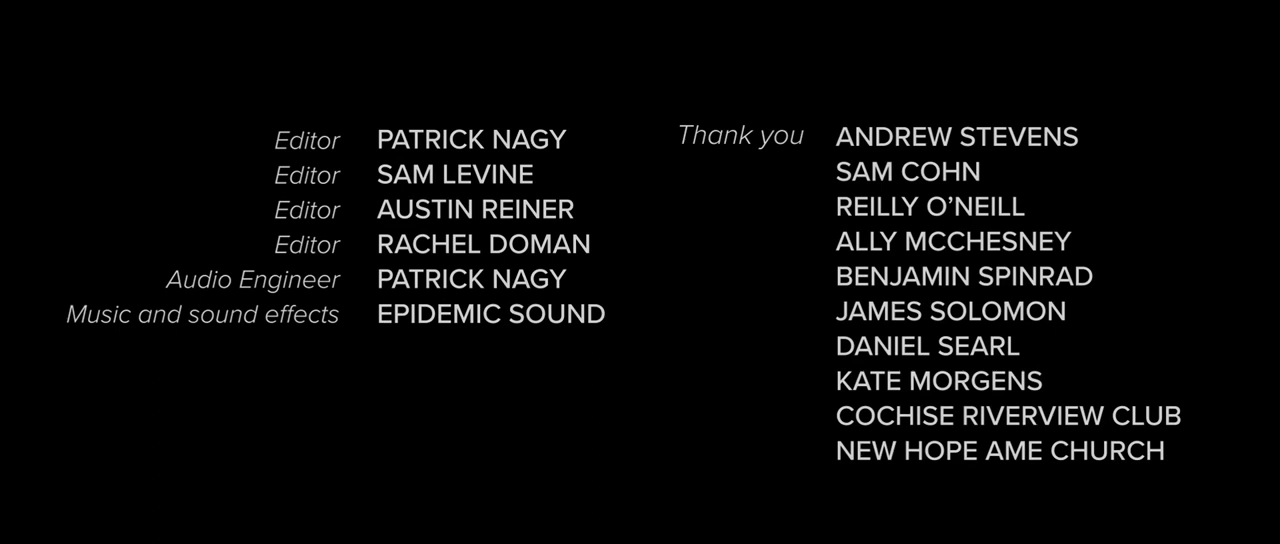 Editor PATRICK NAGY
Editor SAM LEVINE
Editor AUSTIN REINER
Editor RACHEL DOMAN
Audio Engineer PATRICK NAGY
Music and sound effects EPIDEMIC SOUND
Thank you ANDREW STEVENS
SAM COHN
REILLY O’NEILL
ALLY MCCHESNEY
BENJAMIN SPINRAD
JAMES SOLOMON
DANIEL SEARL
KATE MORGENS
COCHISE RIVERVIEW CLUB
NEW HOPE AME CHURCH